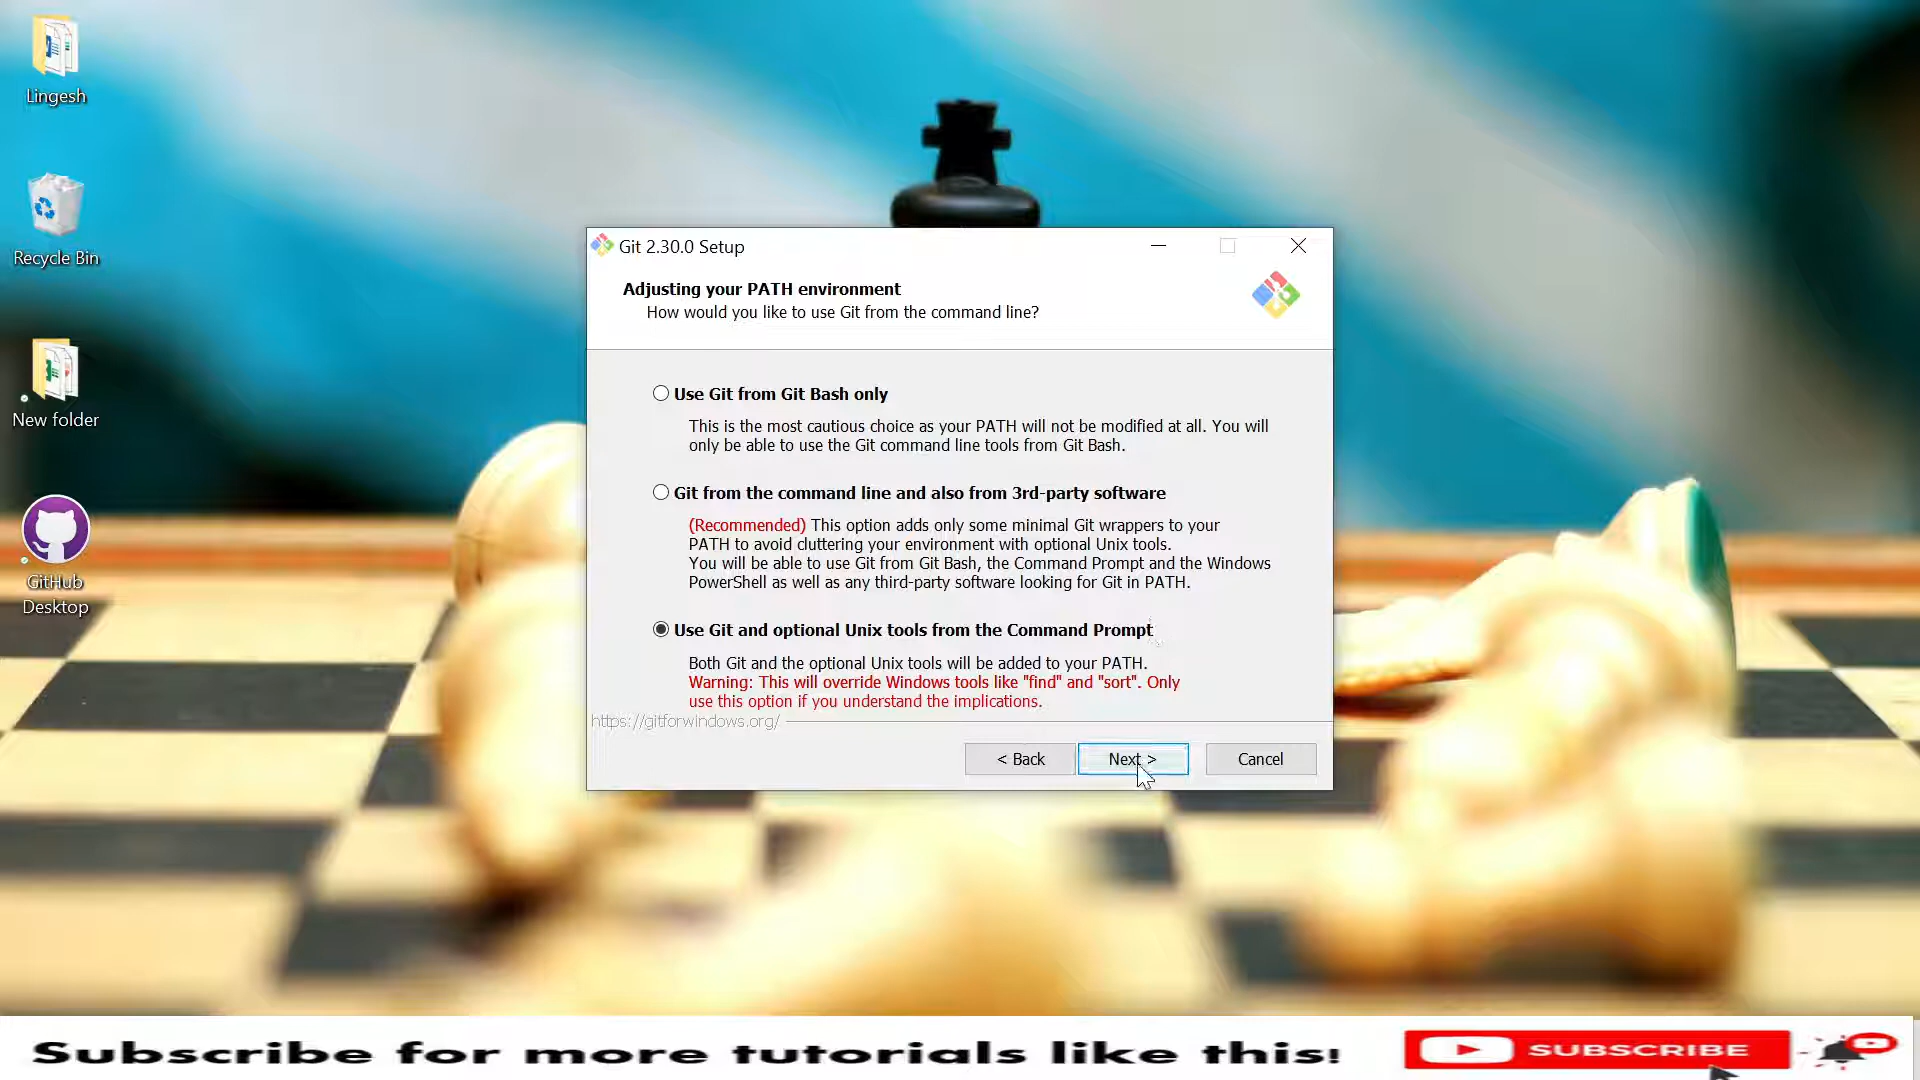 Lingesh
Recycle Bin
New folder
GitHub
Desktop
Git 2.30.0 Setup
Adjusting your PATH environment
How would you like to use Git from the command line?
Use Git from Git Bash only
This is the most cautious choice as your PATH will not be modified at all. You will
only be able to use the Git command line tools from Git Bash.
Git from the command line and also from 3rd-party software
(Recommended) This option adds only some minimal Git wrappers to your
PATH to avoid cluttering your environment with optional Unix tools.
You will be able to use Git from Git Bash, the Command Prompt and the Windows
PowerShell as well as any third-party software looking for Git in PATH.
Use Git and optional Unix tools from the Command Prompt
Both Git and the optional Unix tools will be added to your PATH.
Warning: This will override Windows tools like "find" and "sort". Only
use this option if you understand the implications.
https://gitforwindows.org/
< Back
Next >
Cancel
Subscribe for more tutorials like this!
SUBSCRIBE